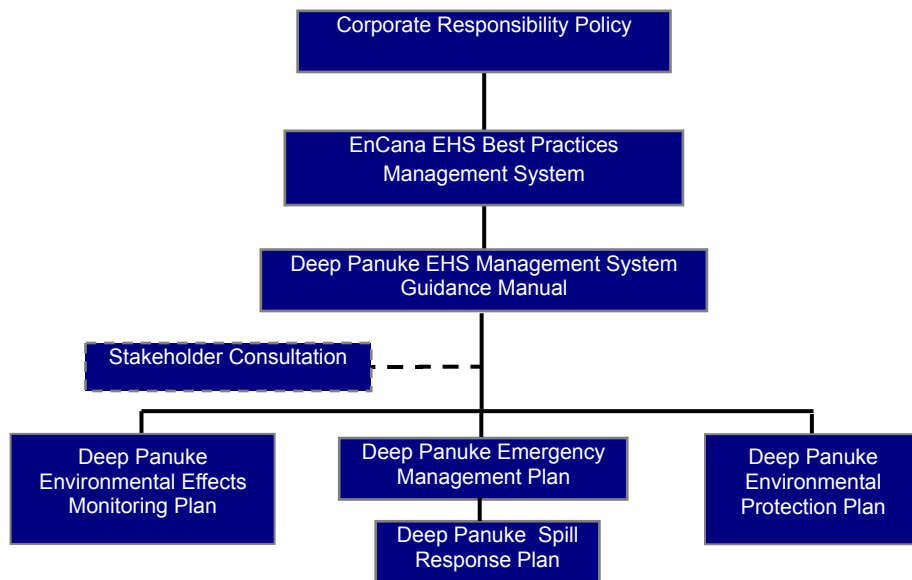 Corporate Responsibility Policy
EnCana EHS Best Practices
Management System
Deep Panuke EHS Management System
Guidance Manual
Stakeholder Consultation
Deep Panuke
Environmental Effects
Monitoring Plan
Deep Panuke Emergency
Management Plan
Deep Panuke Spill
Response Plan
Deep Panuke
Environmental
Protection Plan